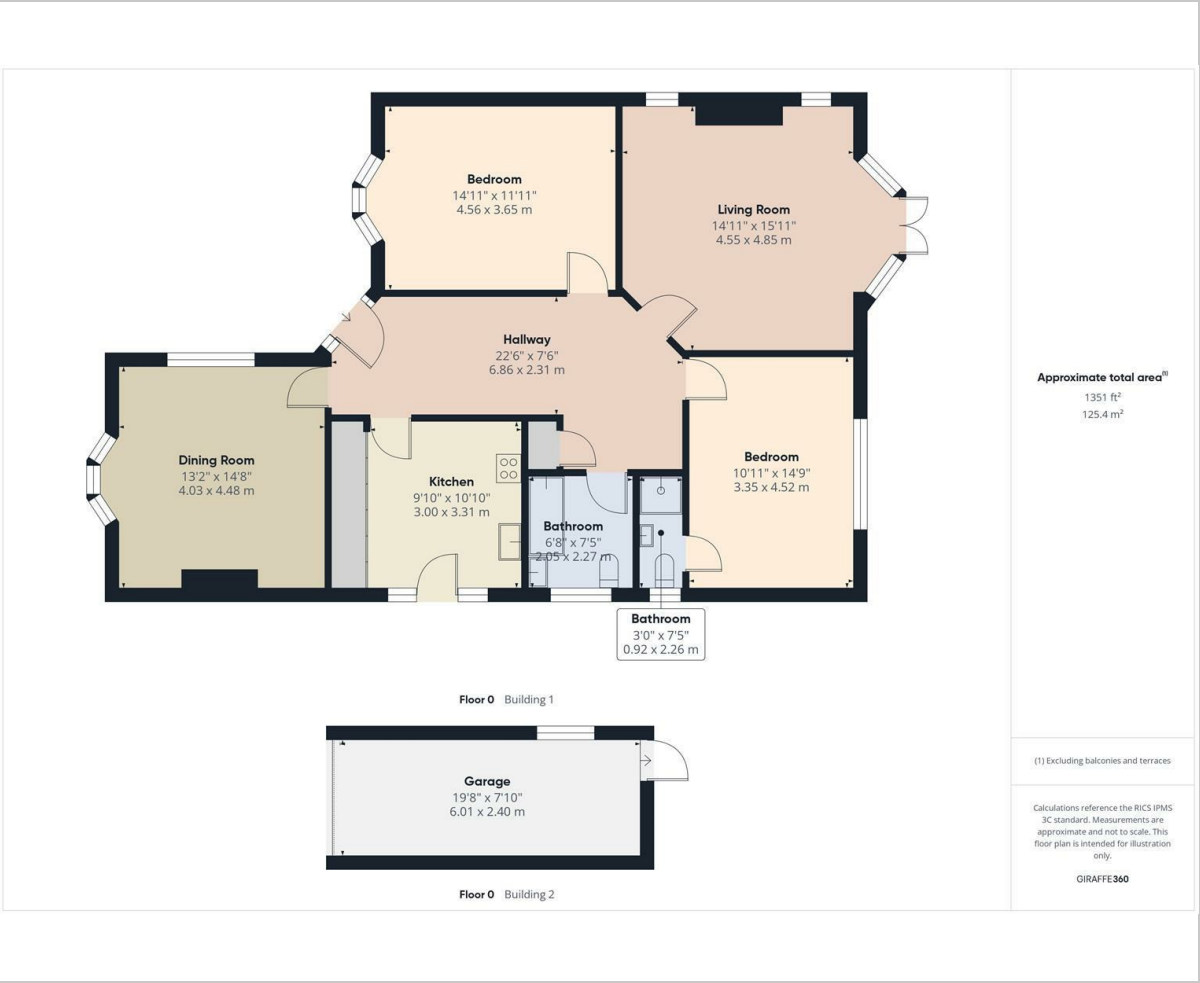 Bedroom
14'11" x 11'11"
4.56 x 3.65 m
Living Room
14'11" x 15'11"
4.55 x 4.85 m
Hallway
22'6" x 7'6"
6.86 x 2.31 m
Dining Room
13'2" x 14'8"
4.03 x 4.48 m
Kitchen
9'10" x 10'10"
3.00 x 3.31 m
Bathroom
6'8" x 7'5"
2.05 x 2.27 m
Bedroom
10'11" x 14'9"
3.35 x 4.52 m
Bathroom
3'0" x 7'5"
0.92 x 2.26 m
Floor 0 Building 1
Garage
19'8" x 7'10"
6.01 x 2.40 m
Floor 0 Building 2
Approximate total area⁽¹⁾
1351 ft²
125.4 m²
(1) Excluding balconies and terraces
Calculations reference the RICS IPMS
3C standard. Measurements are
approximate and not to scale. This
floor plan is intended for illustration
only.
GIRAFFE360